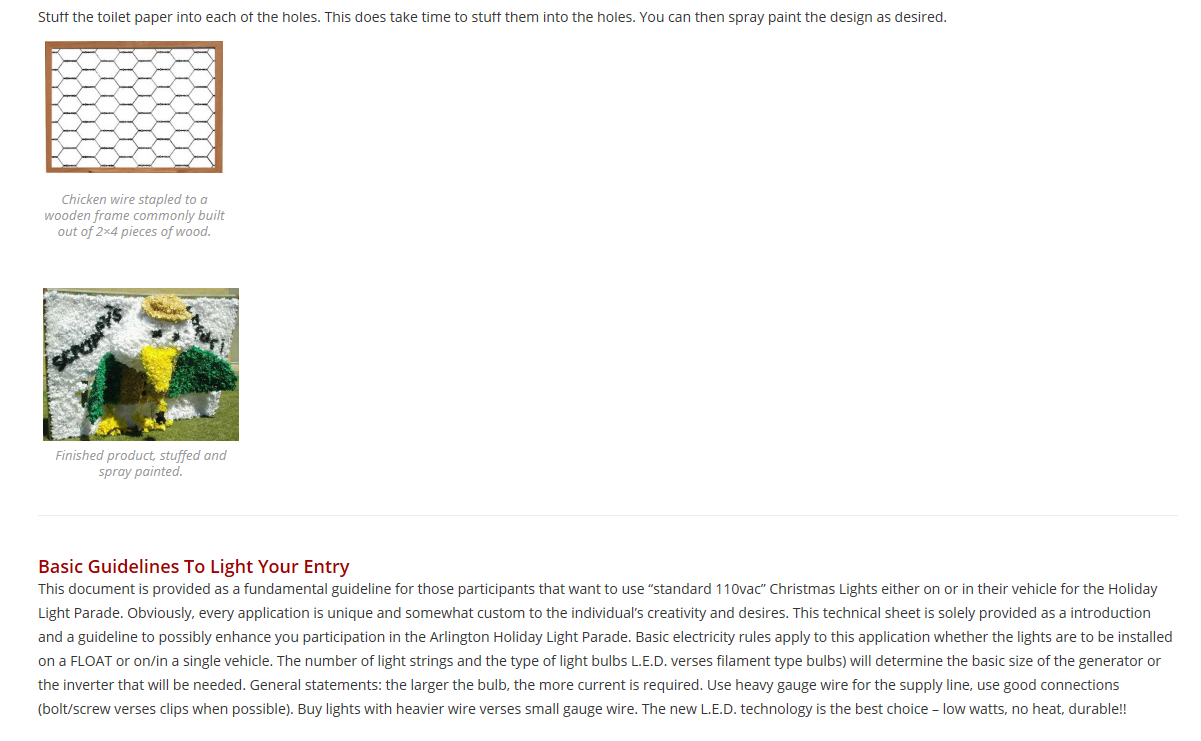 Stuff the toilet paper into each of the holes. This does take time to stuff them into the holes. You can then spray paint the design as desired.
Chicken wire stapled to a
wooden frame commonly built
out of 2×4 pieces of wood.
SCRAPPY'S
Finished product, stuffed and
spray painted.
Basic Guidelines To Light Your Entry
This document is provided as a fundamental guideline for those participants that want to use “standard 110vac” Christmas Lights either on or in their vehicle for the Holiday
Light Parade. Obviously, every application is unique and somewhat custom to the individual’s creativity and desires. This technical sheet is solely provided as a introduction
and a guideline to possibly enhance you participation in the Arlington Holiday Light Parade. Basic electricity rules apply to this application whether the lights are to be installed
on a FLOAT or on/in a single vehicle. The number of light strings and the type of light bulbs L.E.D. verses filament type bulbs) will determine the basic size of the generator or
the inverter that will be needed. General statements: the larger the bulb, the more current is required. Use heavy gauge wire for the supply line, use good connections
(bolt/screw verses clips when possible). Buy lights with heavier wire verses small gauge wire. The new L.E.D. technology is the best choice – low watts, no heat, durable!!